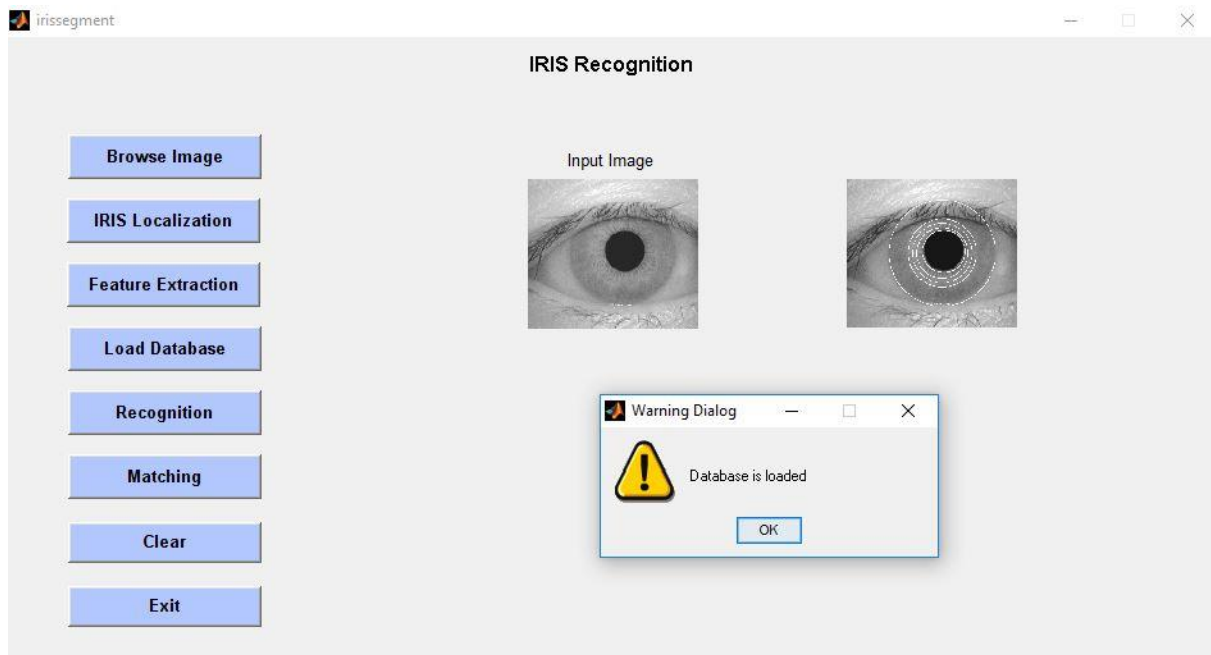 irissegment
IRIS Recognition
Browse Image
IRIS Localization
Feature Extraction
Load Database
Recognition
Matching
Clear
Exit
Input Image
Warning Dialog
Database is loaded
OK